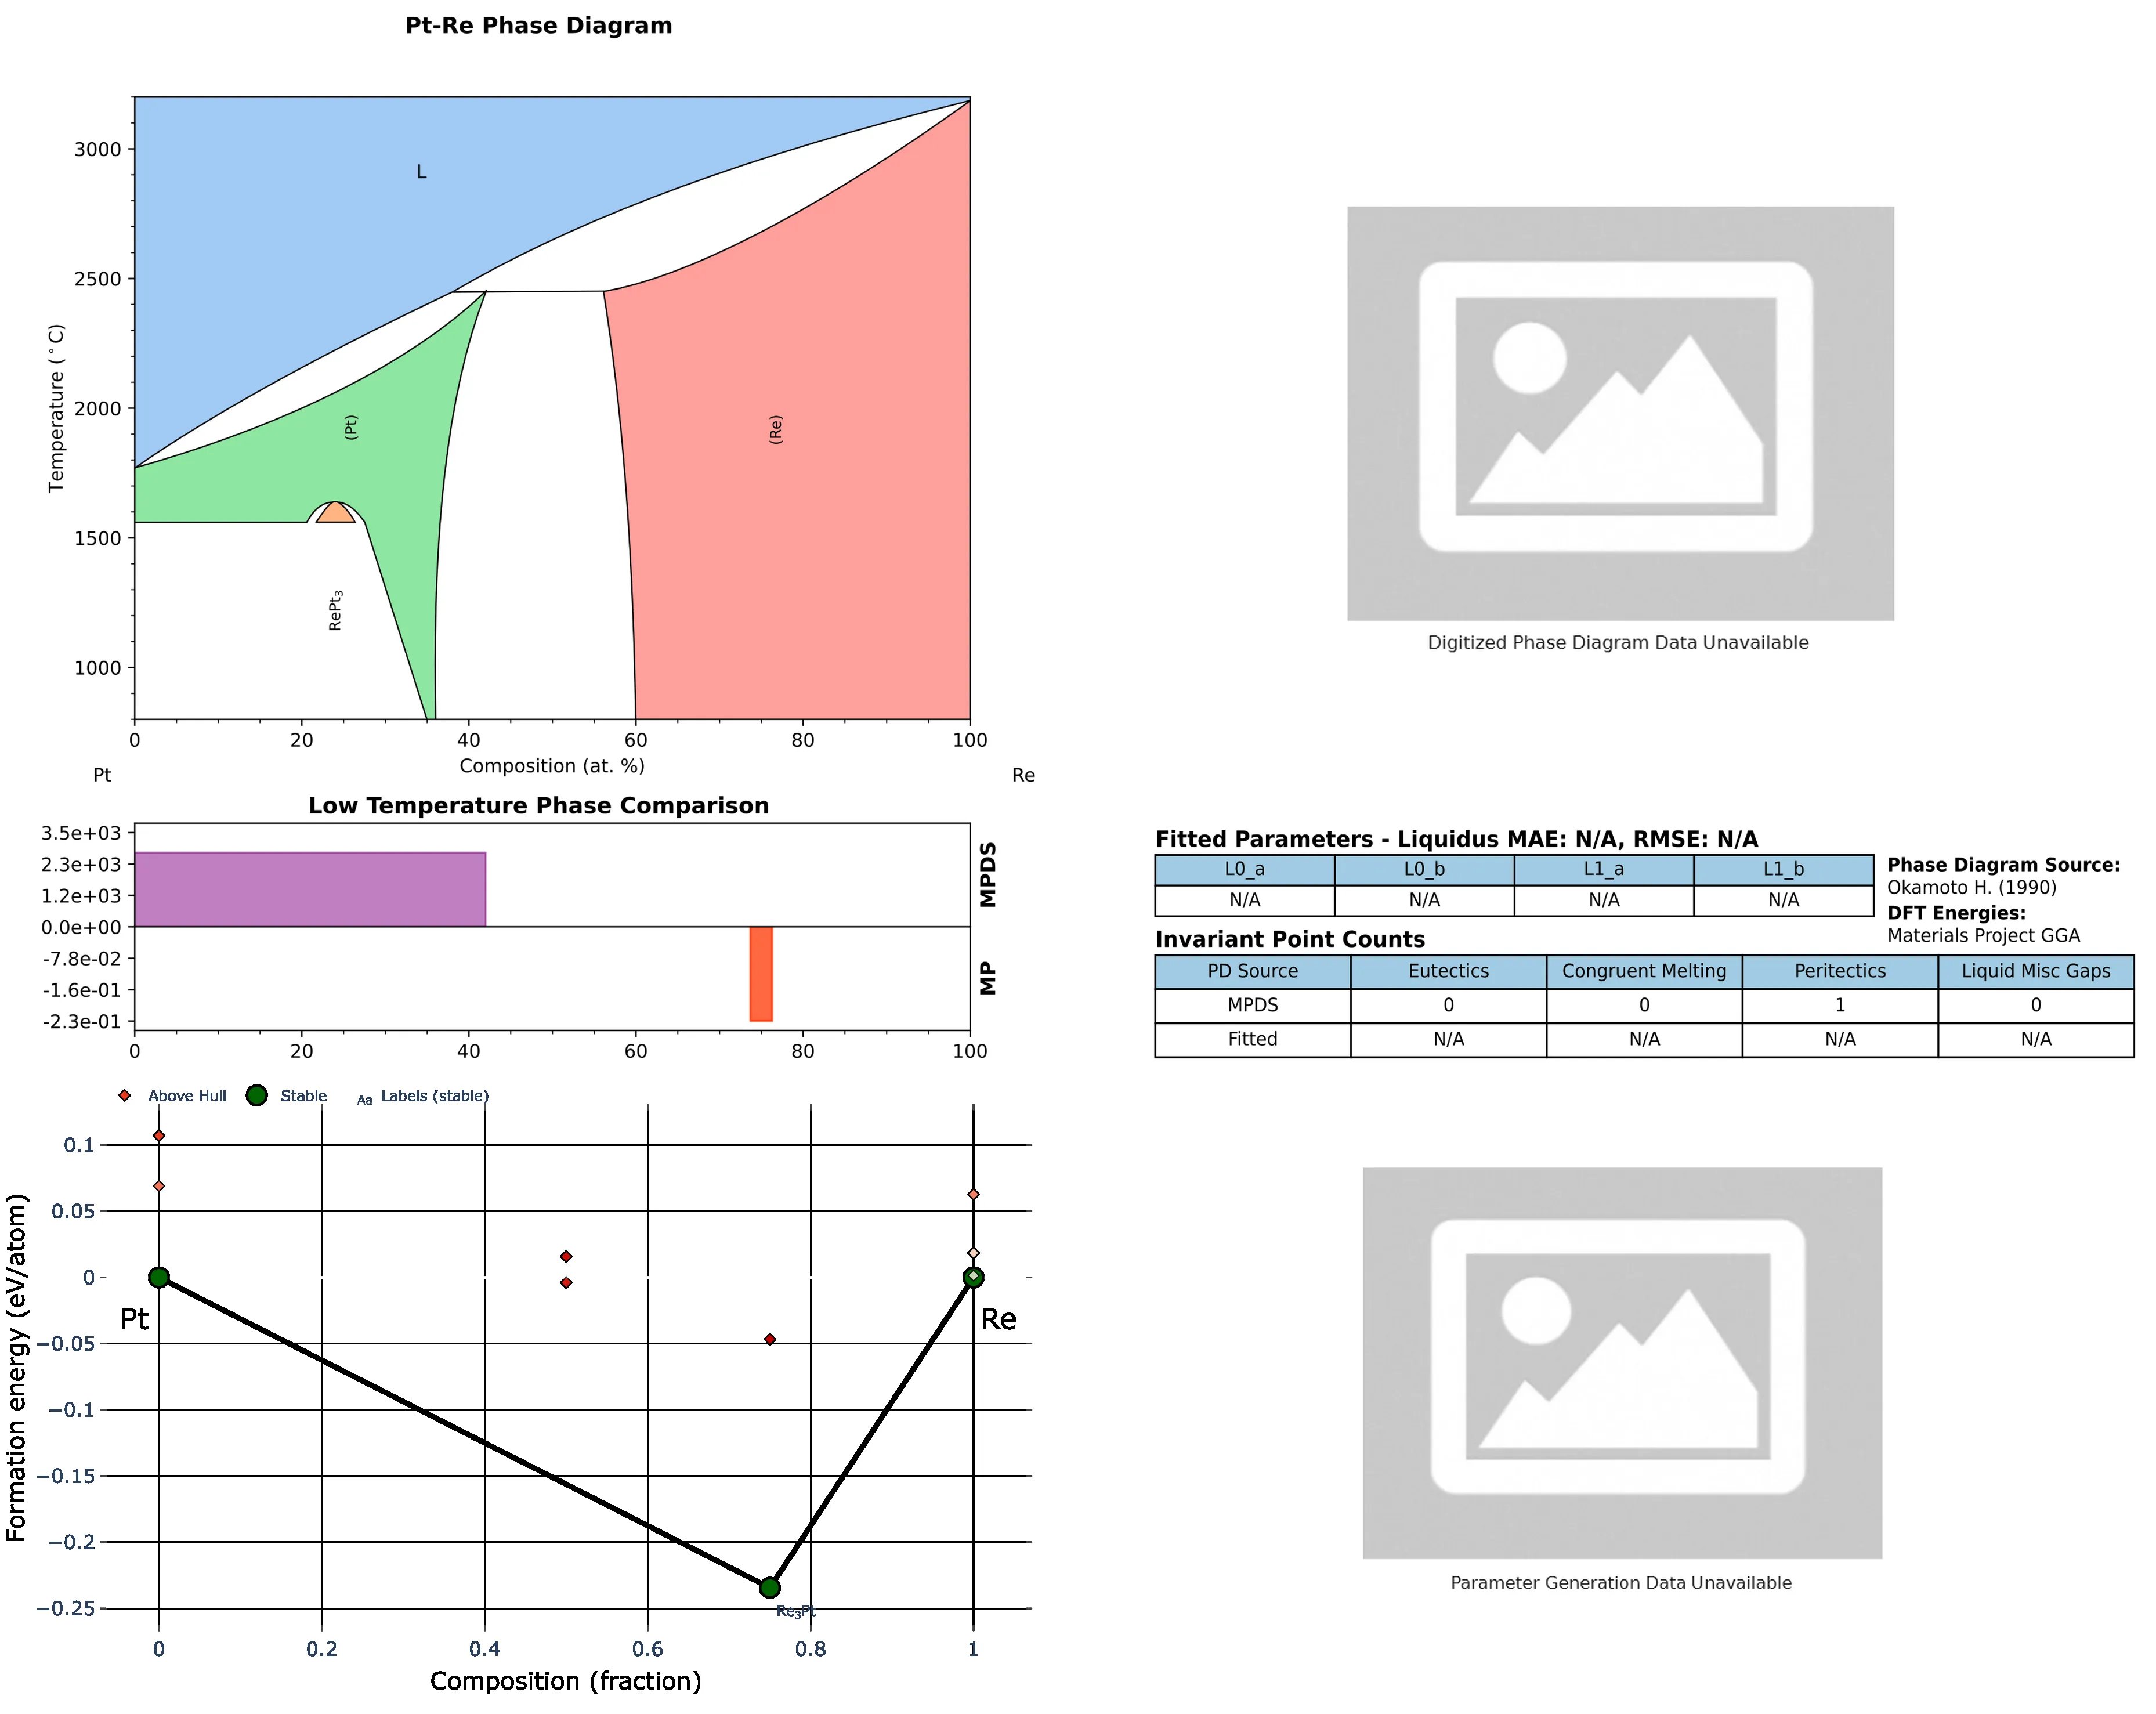 Pt-Re Phase Diagram
3000
2500
2000
1500
1000
Temperature (°C)
L
(Pt)
(Re)
RePt₃
0 20 40 60 80 100
Composition (at. %)
Pt Re
Digitized Phase Diagram Data Unavailable
Low Temperature Phase Comparison
3.5e+03
2.3e+03
1.2e+03
0.0e+00
-7.8e-02
-1.6e-01
-2.3e-01
MPDS
MP
0 20 40 60 80 100
Fitted Parameters - Liquidus MAE: N/A, RMSE: N/A
L0_a L0_b L1_a L1_b
N/A N/A N/A N/A
Phase Diagram Source:
Okamoto H. (1990)
DFT Energies:
Materials Project GGA
Invariant Point Counts
PD Source Eutectics Congruent Melting Peritectics Liquid Misc Gaps
MPDS 0 0 1 0
Fitted N/A N/A N/A N/A
Above Hull Stable Aa Labels (stable)
0.1
0.05
0
−0.05
−0.1
−0.15
−0.2
−0.25
Formation energy (eV/atom)
Pt
Re
Re₃Pt
0 0.2 0.4 0.6 0.8 1
Composition (fraction)
Parameter Generation Data Unavailable